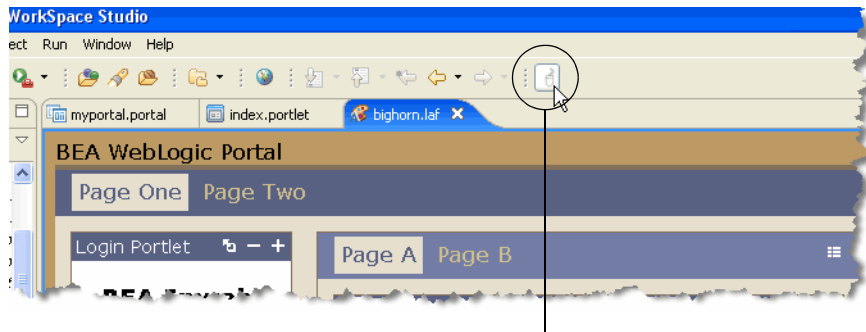 WorkSpace Studio
ect Run Window Help
myportal.portal index.portlet bighorn.laf
BEA WebLogic Portal
Page One Page Two
Login Portlet Page A Page B